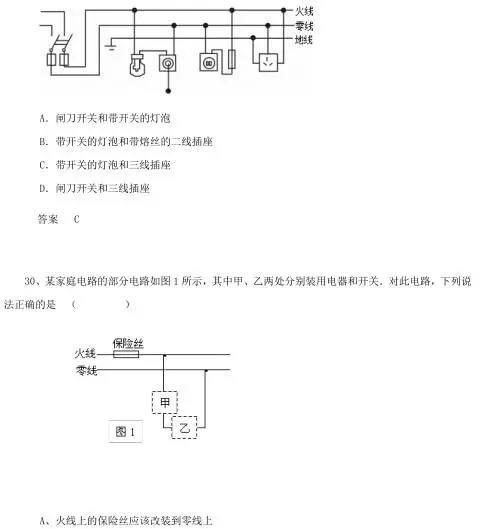 火线
零线
地线
A．闸刀开关和带开关的灯泡
B．带开关的灯泡和带熔丝的二线插座
C．带开关的灯泡和三线插座
D．闸刀开关和三线插座
答案 C
30、某家庭电路的部分电路如图1所示，其中甲、乙两处分别装用电器和开关．对此电路，下列说
法正确的是 （ ）
保险丝
火线
零线
甲
乙
图1
A、火线上的保险丝应该改装到零线上